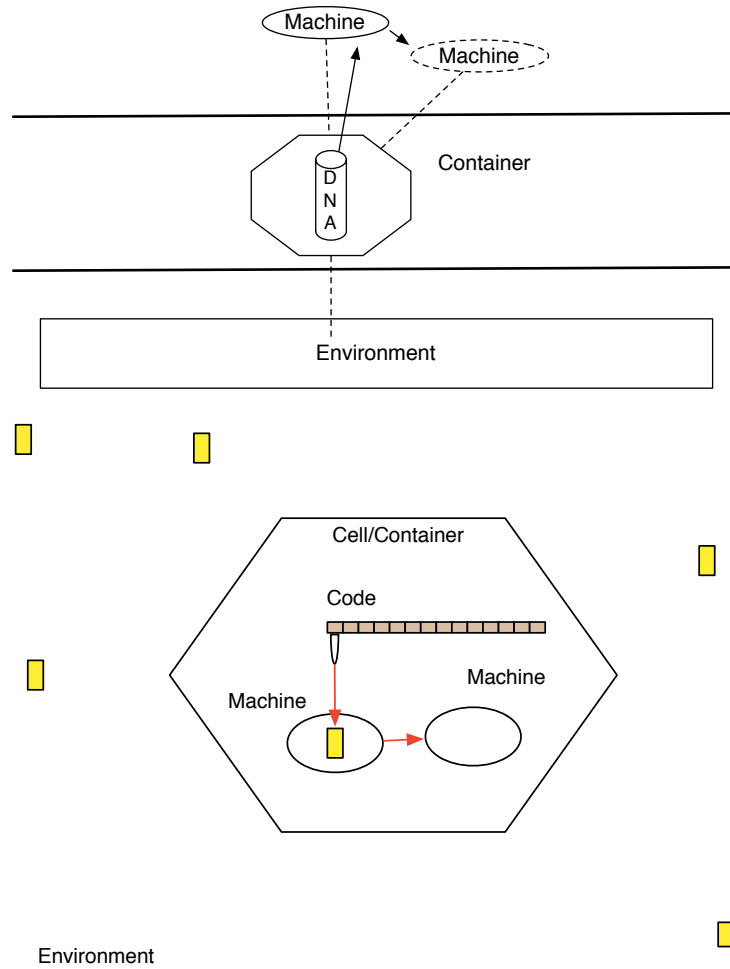 Machine
Machine
Container
D
N
A
Environment
Cell/Container
Code
Machine
Machine
Environment